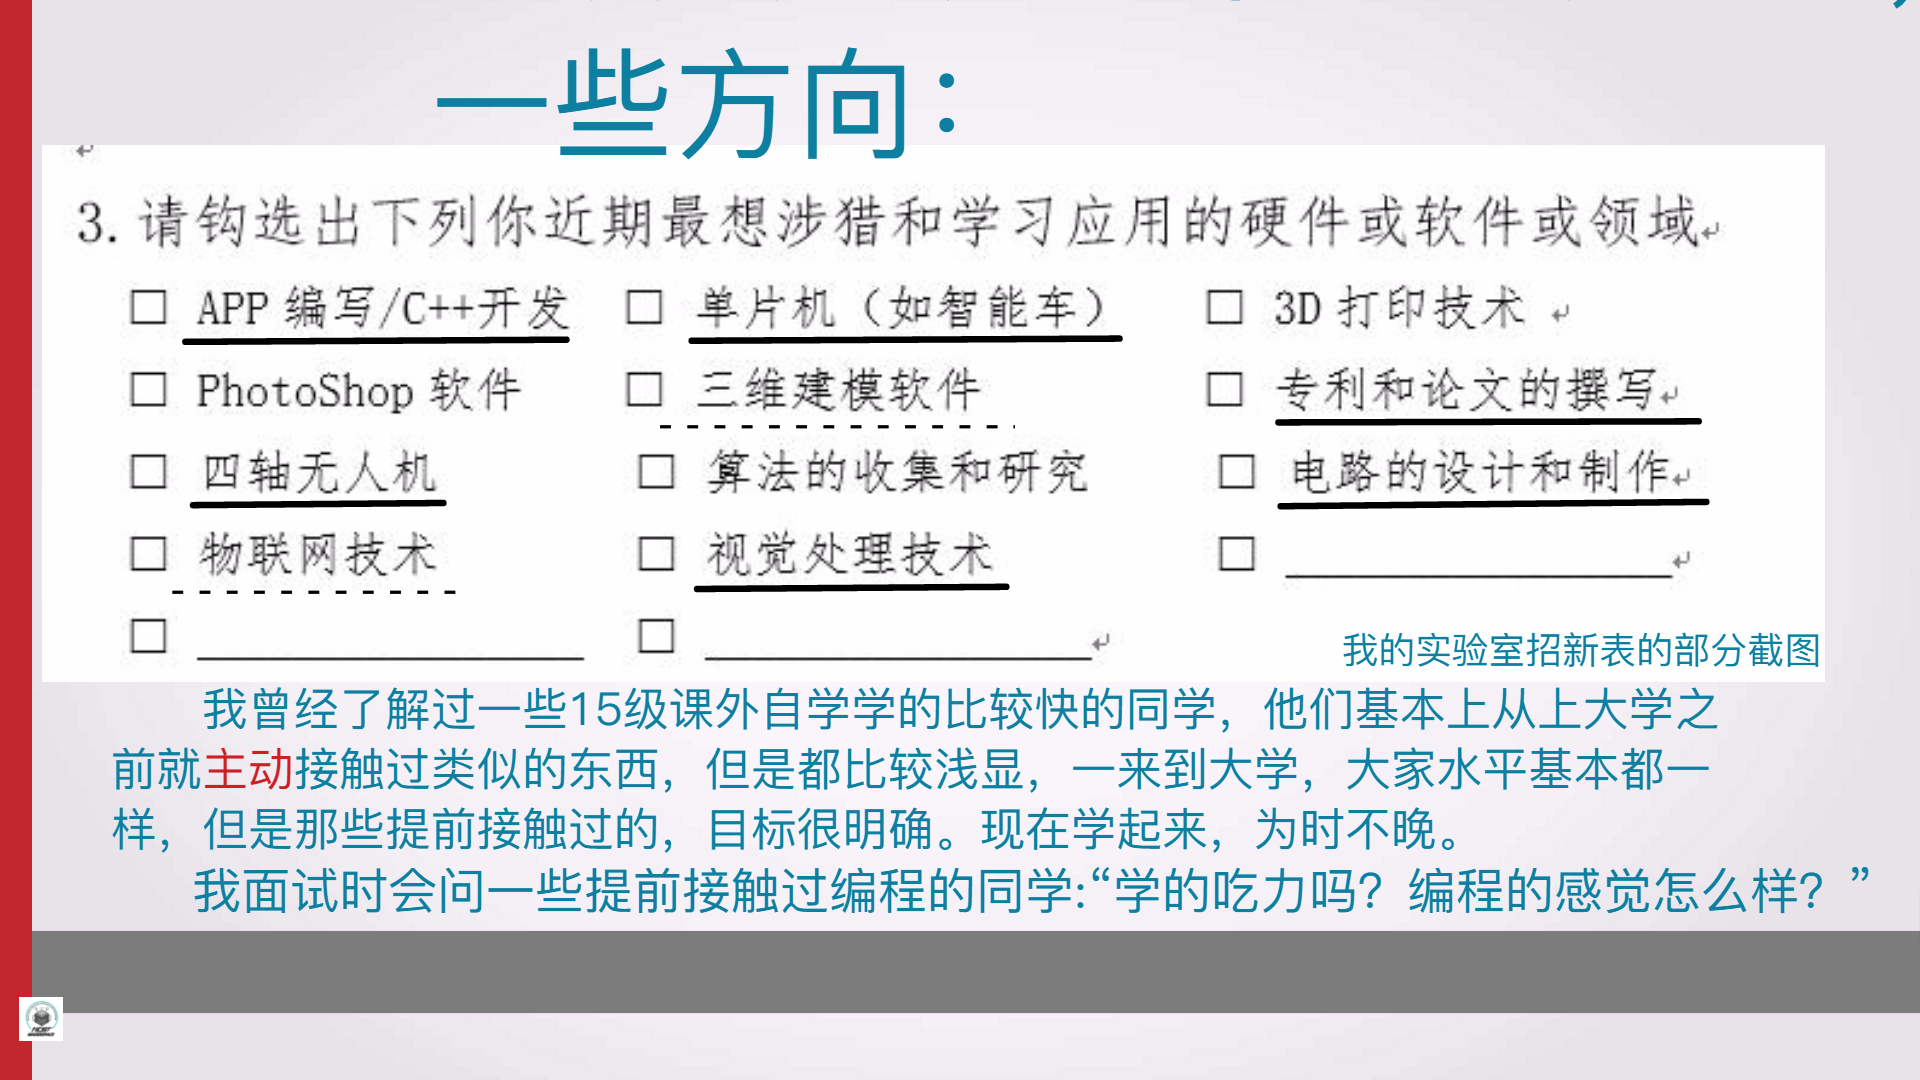 一些方向：
3. 请钩选出下列你近期最想涉猎和学习应用的硬件或软件或领域
□ APP 编写/C++开发 □ 单片机（如智能车） □ 3D 打印技术
□ PhotoShop 软件 □ 三维建模软件 □ 专利和论文的撰写
□ 四轴无人机 □ 算法的收集和研究 □ 电路的设计和制作
□ 物联网技术 □ 视觉处理技术 □ ________________
□ ________________ □ ________________
我的实验室招新表的部分截图
我曾经了解过一些15级课外自学学的比较快的同学，他们基本上从上大学之
前就主动接触过类似的东西，但是都比较浅显，一来到大学，大家水平基本都一
样，但是那些提前接触过的，目标很明确。现在学起来，为时不晚。
我面试时会问一些提前接触过编程的同学:“学的吃力吗？编程的感觉怎么样？”